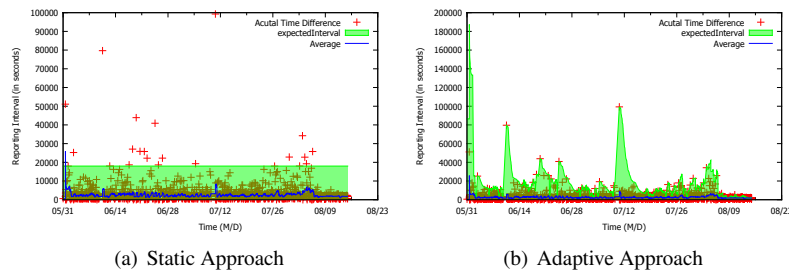 100000
90000
80000
70000
60000
50000
40000
30000
20000
10000
0
Reporting Interval (in seconds)
Acutal Time Difference
expectedInterval
Average
05/31 06/14 06/28 07/12 07/26 08/09 08/23
Time (M/D)
(a) Static Approach
200000
180000
160000
140000
120000
100000
80000
60000
40000
20000
0
Reporting Interval (in seconds)
Acutal Time Difference
expectedInterval
Average
05/31 06/14 06/28 07/12 07/26 08/09 08/23
Time (M/D)
(b) Adaptive Approach